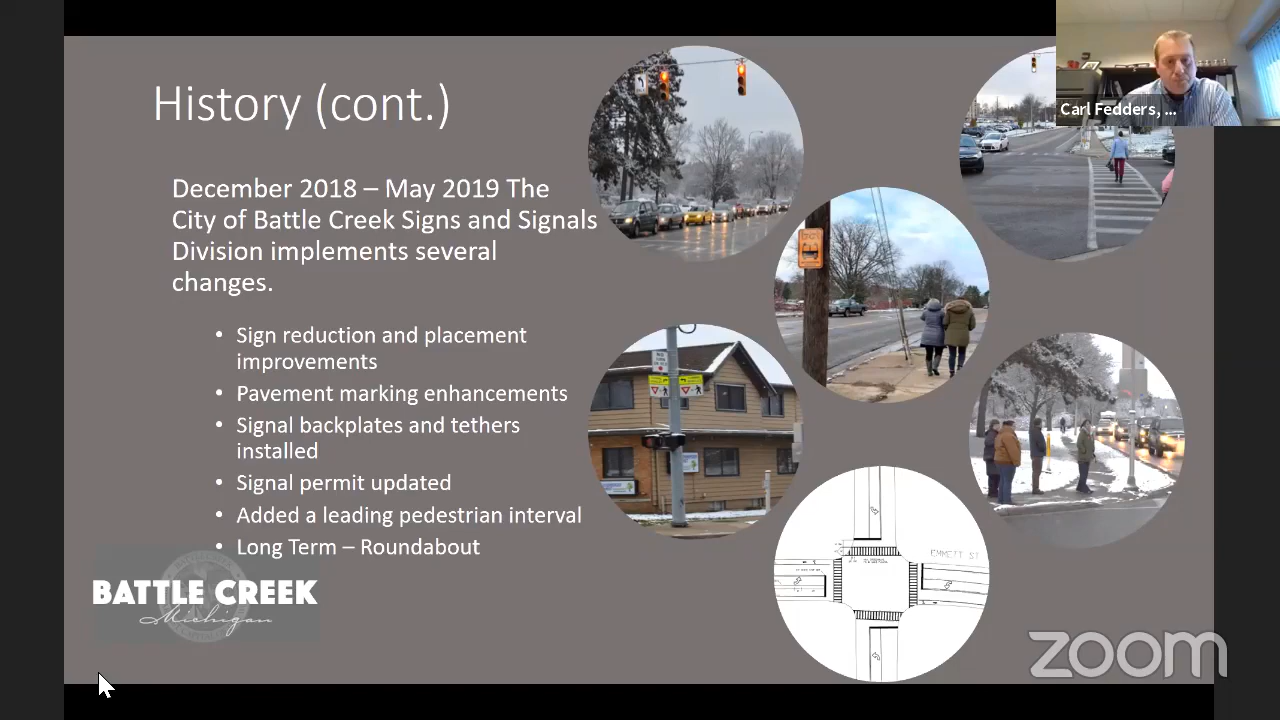 History (cont.)
Carl Fedders, ...
December 2018 – May 2019 The
City of Battle Creek Signs and Signals
Division implements several
changes.
• Sign reduction and placement
improvements
• Pavement marking enhancements
• Signal backplates and tethers
installed
• Signal permit updated
• Added a leading pedestrian interval
• Long Term – Roundabout
EMMETT ST
BATTLE CREEK
Michigan
zoom